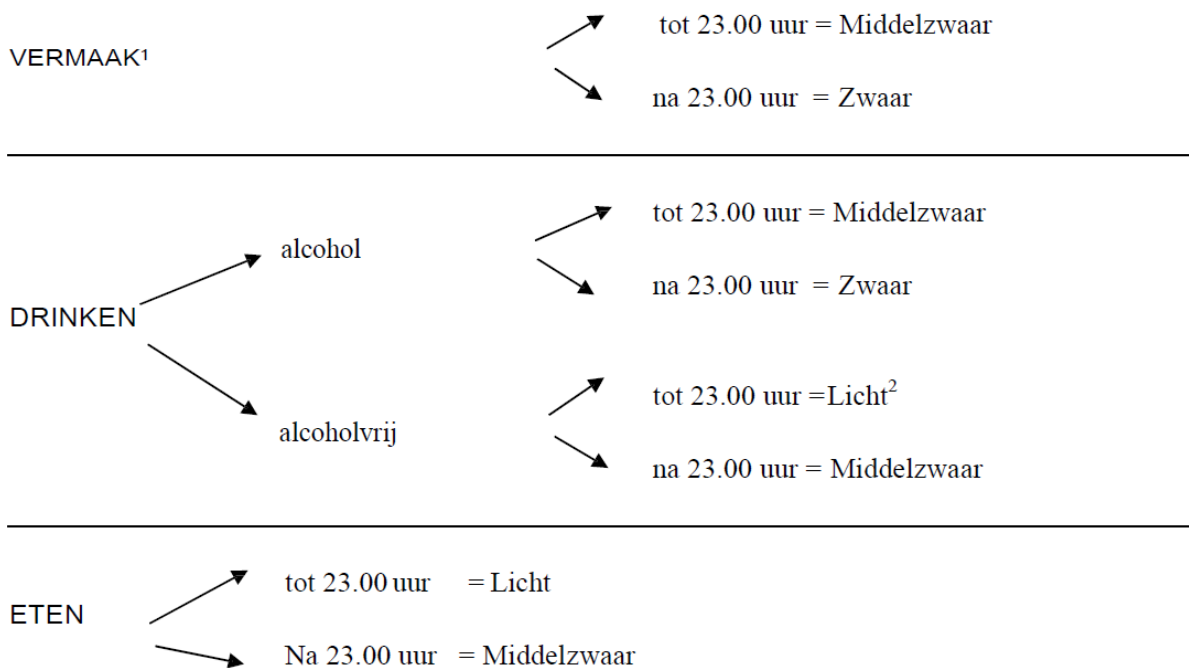 tot 23.00 uur = Middelzwaar
VERMAAK¹
na 23.00 uur = Zwaar
tot 23.00 uur = Middelzwaar
alcohol
na 23.00 uur = Zwaar
DRINKEN
tot 23.00 uur =Licht²
alcoholvrij
na 23.00 uur = Middelzwaar
tot 23.00 uur = Licht
ETEN
Na 23.00 uur = Middelzwaar